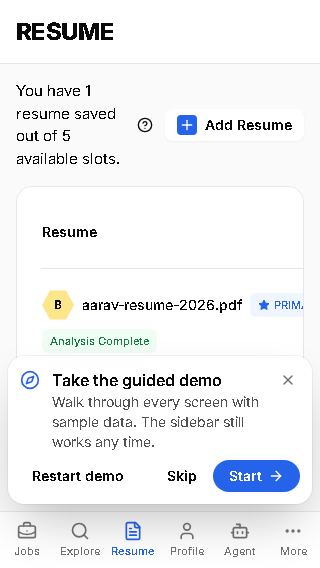 RESUME
You have 1
resume saved
out of 5
available slots.
Add Resume
Resume
B
aarav-resume-2026.pdf
PRIMA
Analysis Complete
Take the guided demo
Walk through every screen with
sample data. The sidebar still
works any time.
Restart demo
Skip
Start
Jobs
Explore
Resume
Profile
Agent
More